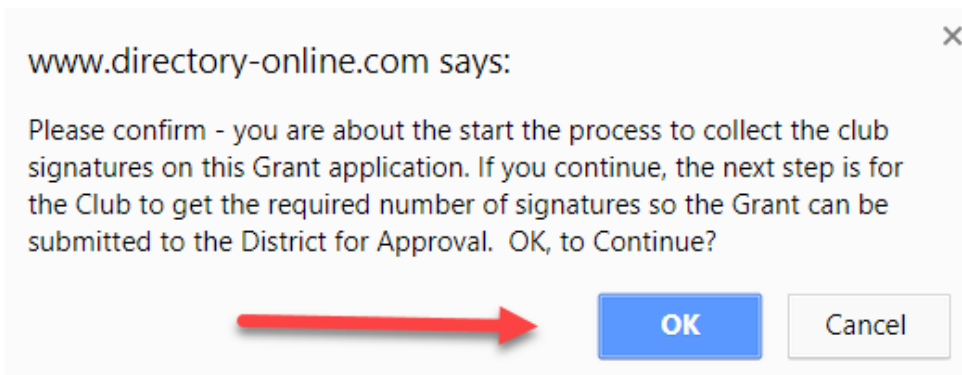 www.directory-online.com says:
Please confirm - you are about the start the process to collect the club
signatures on this Grant application. If you continue, the next step is for
the Club to get the required number of signatures so the Grant can be
submitted to the District for Approval.  OK, to Continue?
OK Cancel